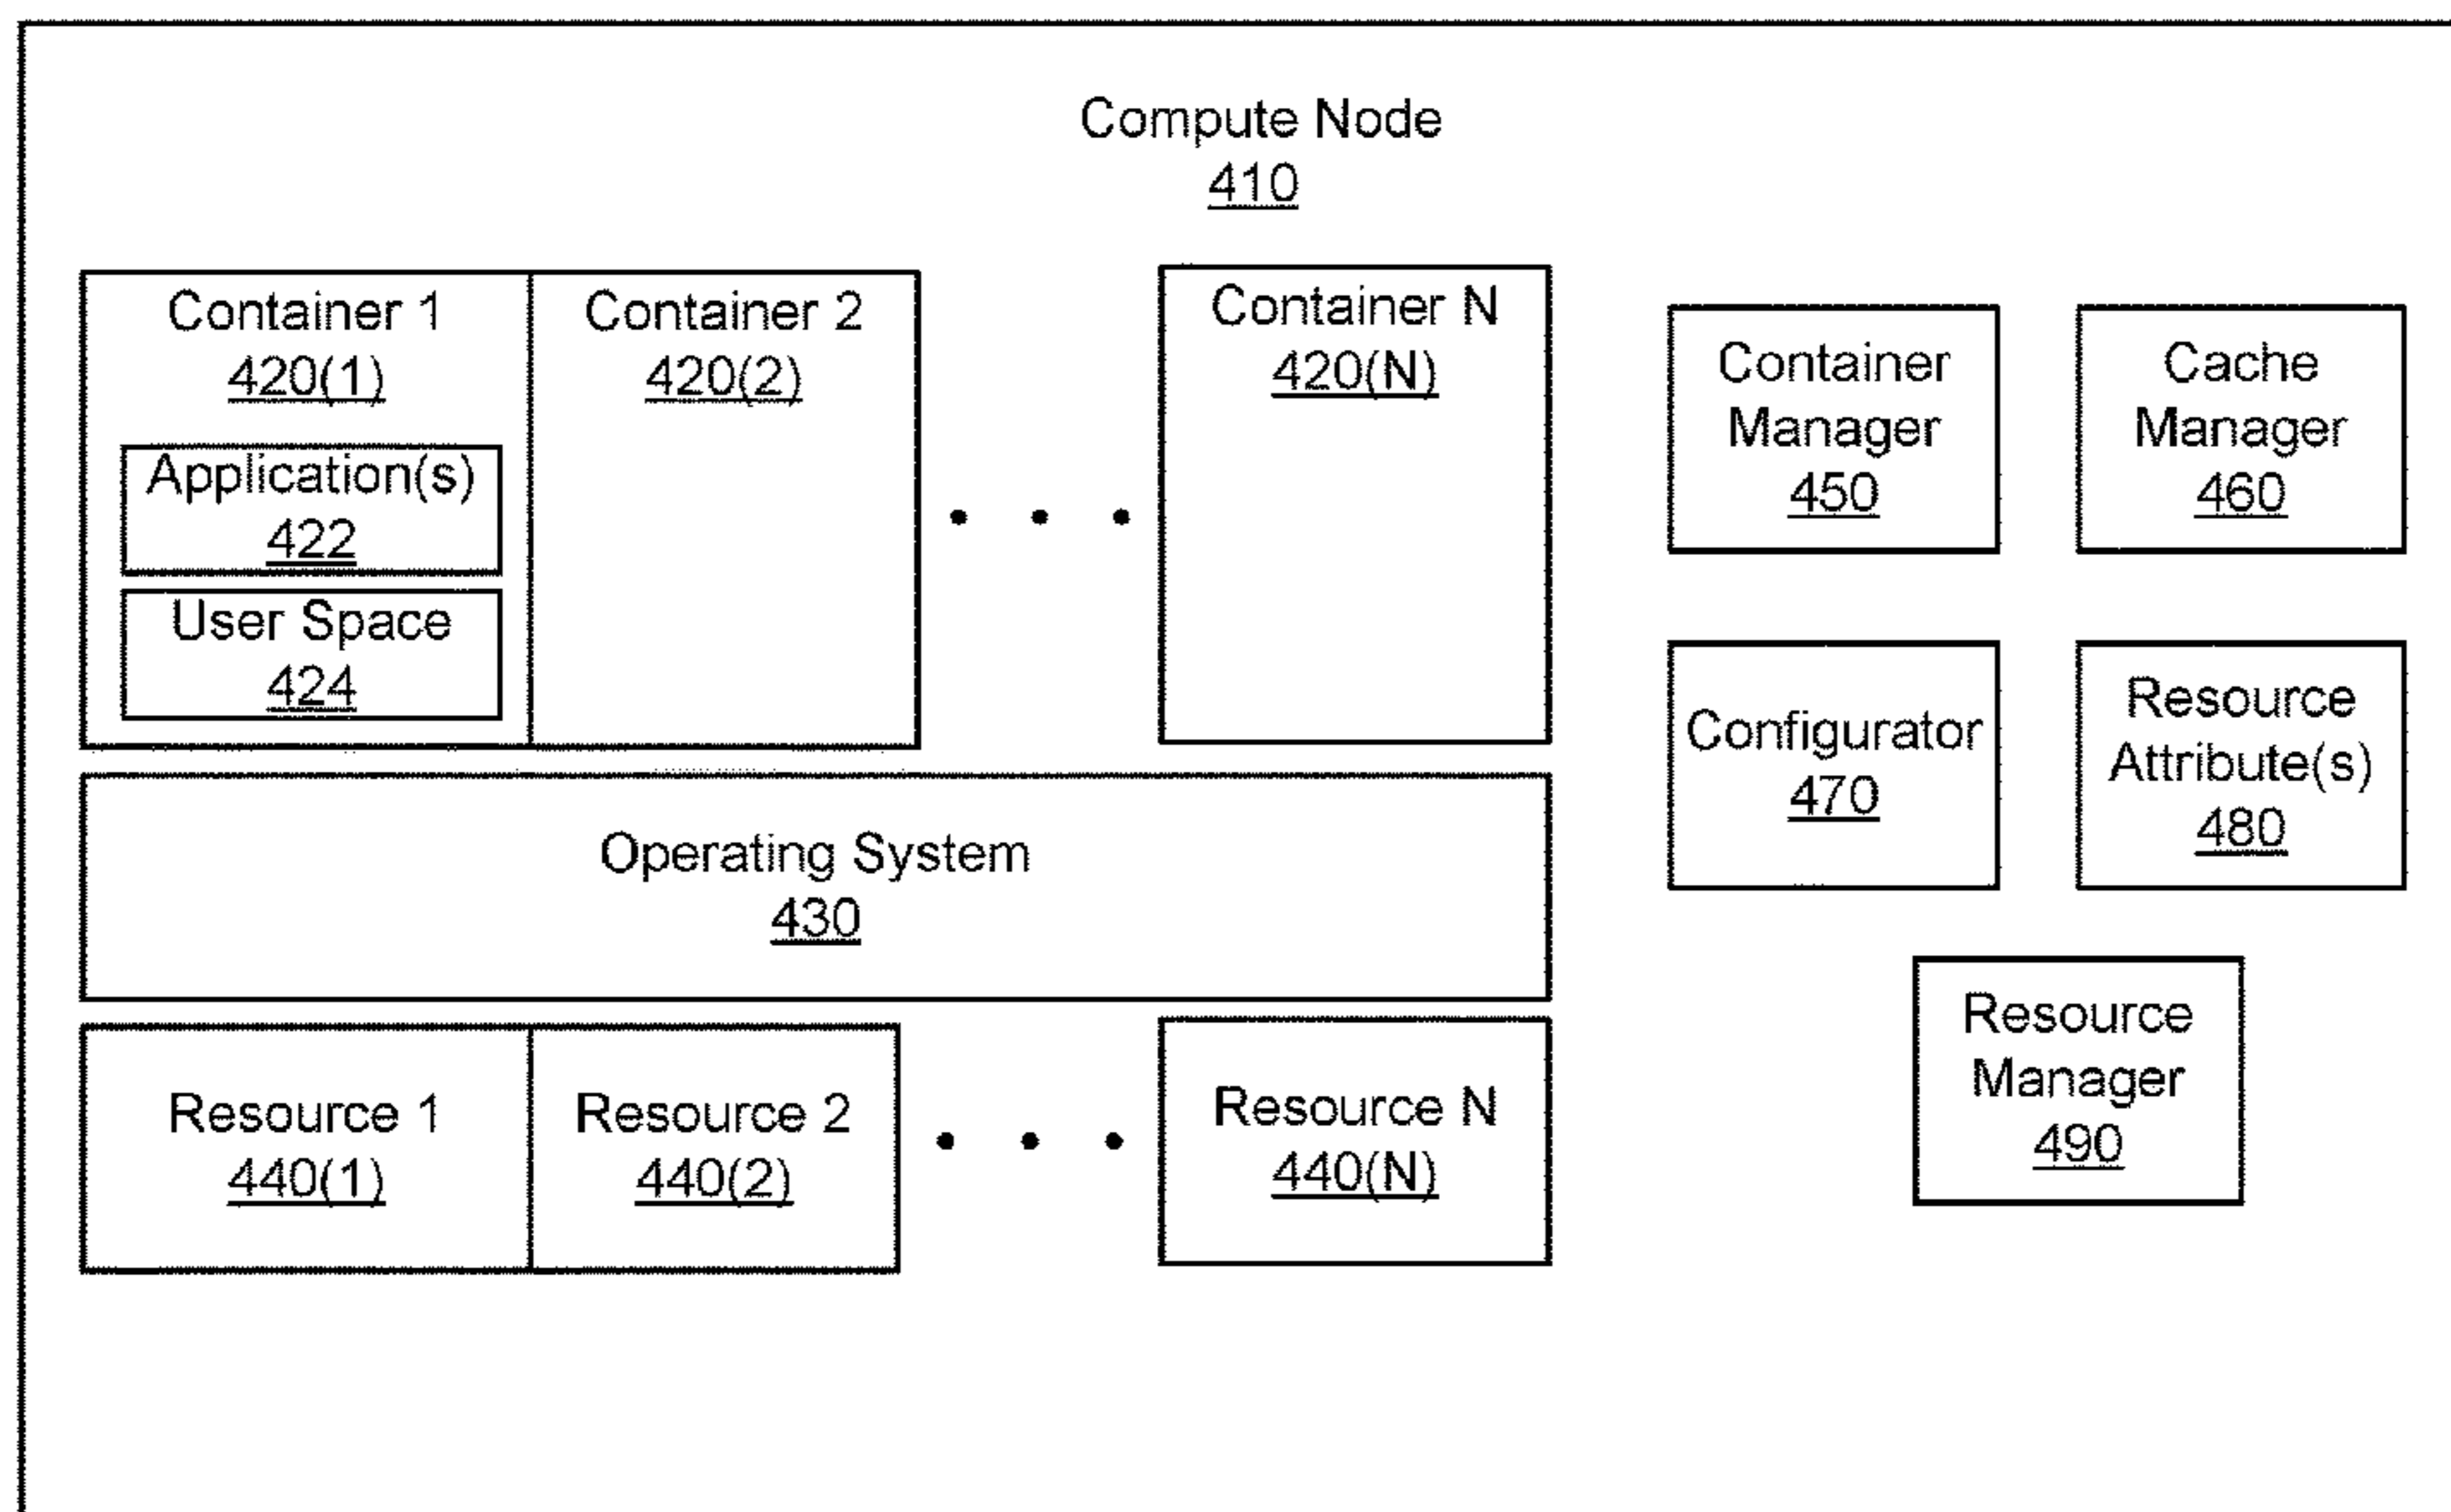 Compute Node
410
Container 1
420(1)
Container 2
420(2)
Container N
420(N)
Application(s)
422
User Space
424
Container
Manager
450
Cache
Manager
460
Configurator
470
Resource
Attribute(s)
480
Operating System
430
Resource
Manager
490
Resource 1
440(1)
Resource 2
440(2)
Resource N
440(N)